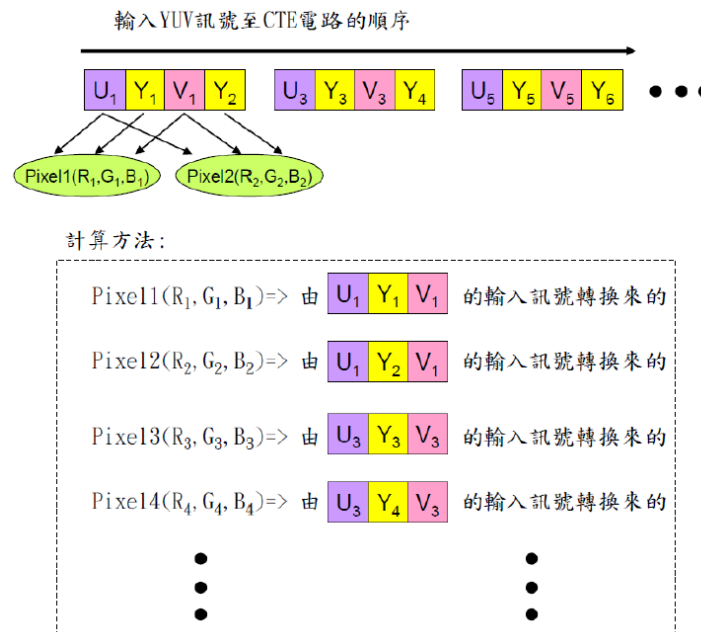 輸入YUV訊號至CTE電路的順序
U1 Y1 V1 Y2 U3 Y3 V3 Y4 U5 Y5 V5 Y6
Pixel1(R1,G1,B1) Pixel2(R2,G2,B2)
計算方法:
Pixel1(R1,G1,B1)=> 由 U1 Y1 V1 的輸入訊號轉換來的
Pixel2(R2,G2,B2)=> 由 U1 Y2 V1 的輸入訊號轉換來的
Pixel3(R3,G3,B3)=> 由 U3 Y3 V3 的輸入訊號轉換來的
Pixel4(R4,G4,B4)=> 由 U3 Y4 V3 的輸入訊號轉換來的